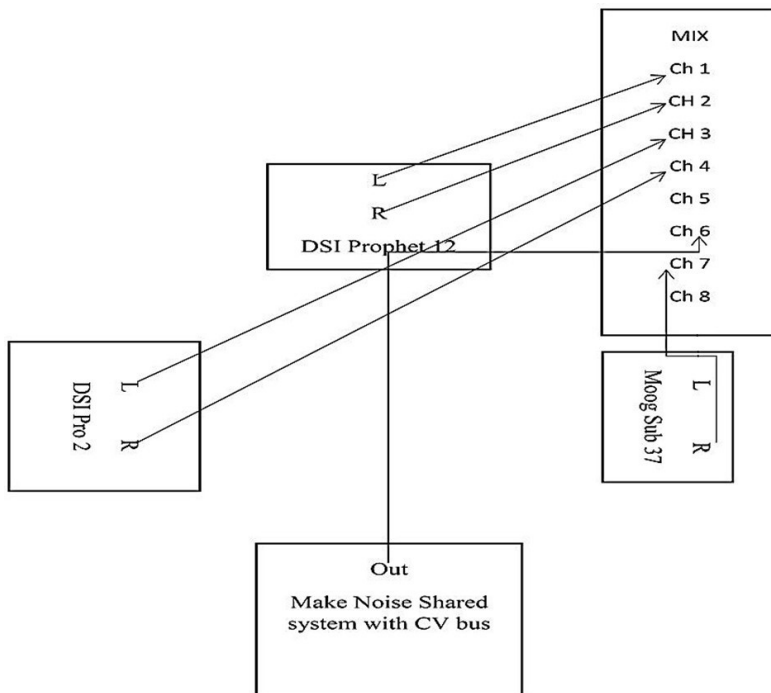 MIX
Ch 1
CH 2
CH 3
Ch 4
Ch 5
Ch 6
Ch 7
Ch 8
L
R
DSI Prophet 12
L
R
DSI Pro 2
L
R
Moog Sub 37
Out
Make Noise Shared
system with CV bus